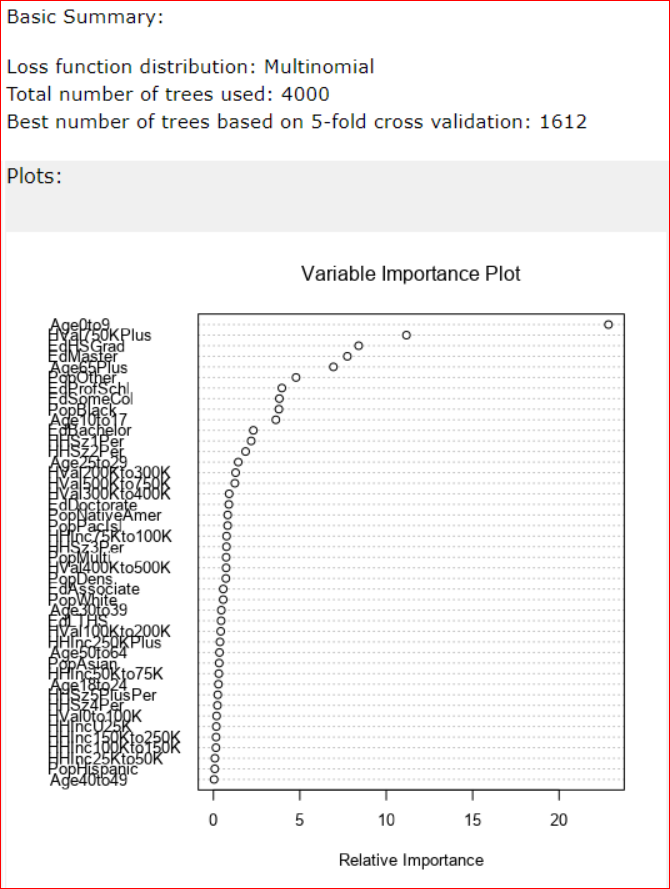 Basic Summary:
Loss function distribution: Multinomial
Total number of trees used: 4000
Best number of trees based on 5-fold cross validation: 1612
Plots:
Variable Importance Plot
Age0to9
HVal750KPlus
EdHSGrad
EdMaster
Age65Plus
PopOther
EdProfSchl
EdSomeCol
PopBlack
Age10to17
EdBachelor
HHSz1Per
HHSz2Per
Age25to29
HVal200Kto300K
HVal500Kto750K
HVal300Kto400K
EdDoctorate
PopNativeAmer
PopPacIsl
HHInc75Kto100K
HHSz3Per
PopMulti
HVal400Kto500K
PopDens
EdAssociate
PopWhite
Age30to39
EdLTHS
HVal100Kto200K
HHInc250KPlus
Age50to64
PopAsian
HHInc50Kto75K
Age18to24
HHSz5PlusPer
HHSz4Per
HVal0to100K
HHIncU25K
HHInc150Kto250K
HHInc100Kto150K
HHInc25Kto50K
PopHispanic
Age40to49
0 5 10 15 20
Relative Importance